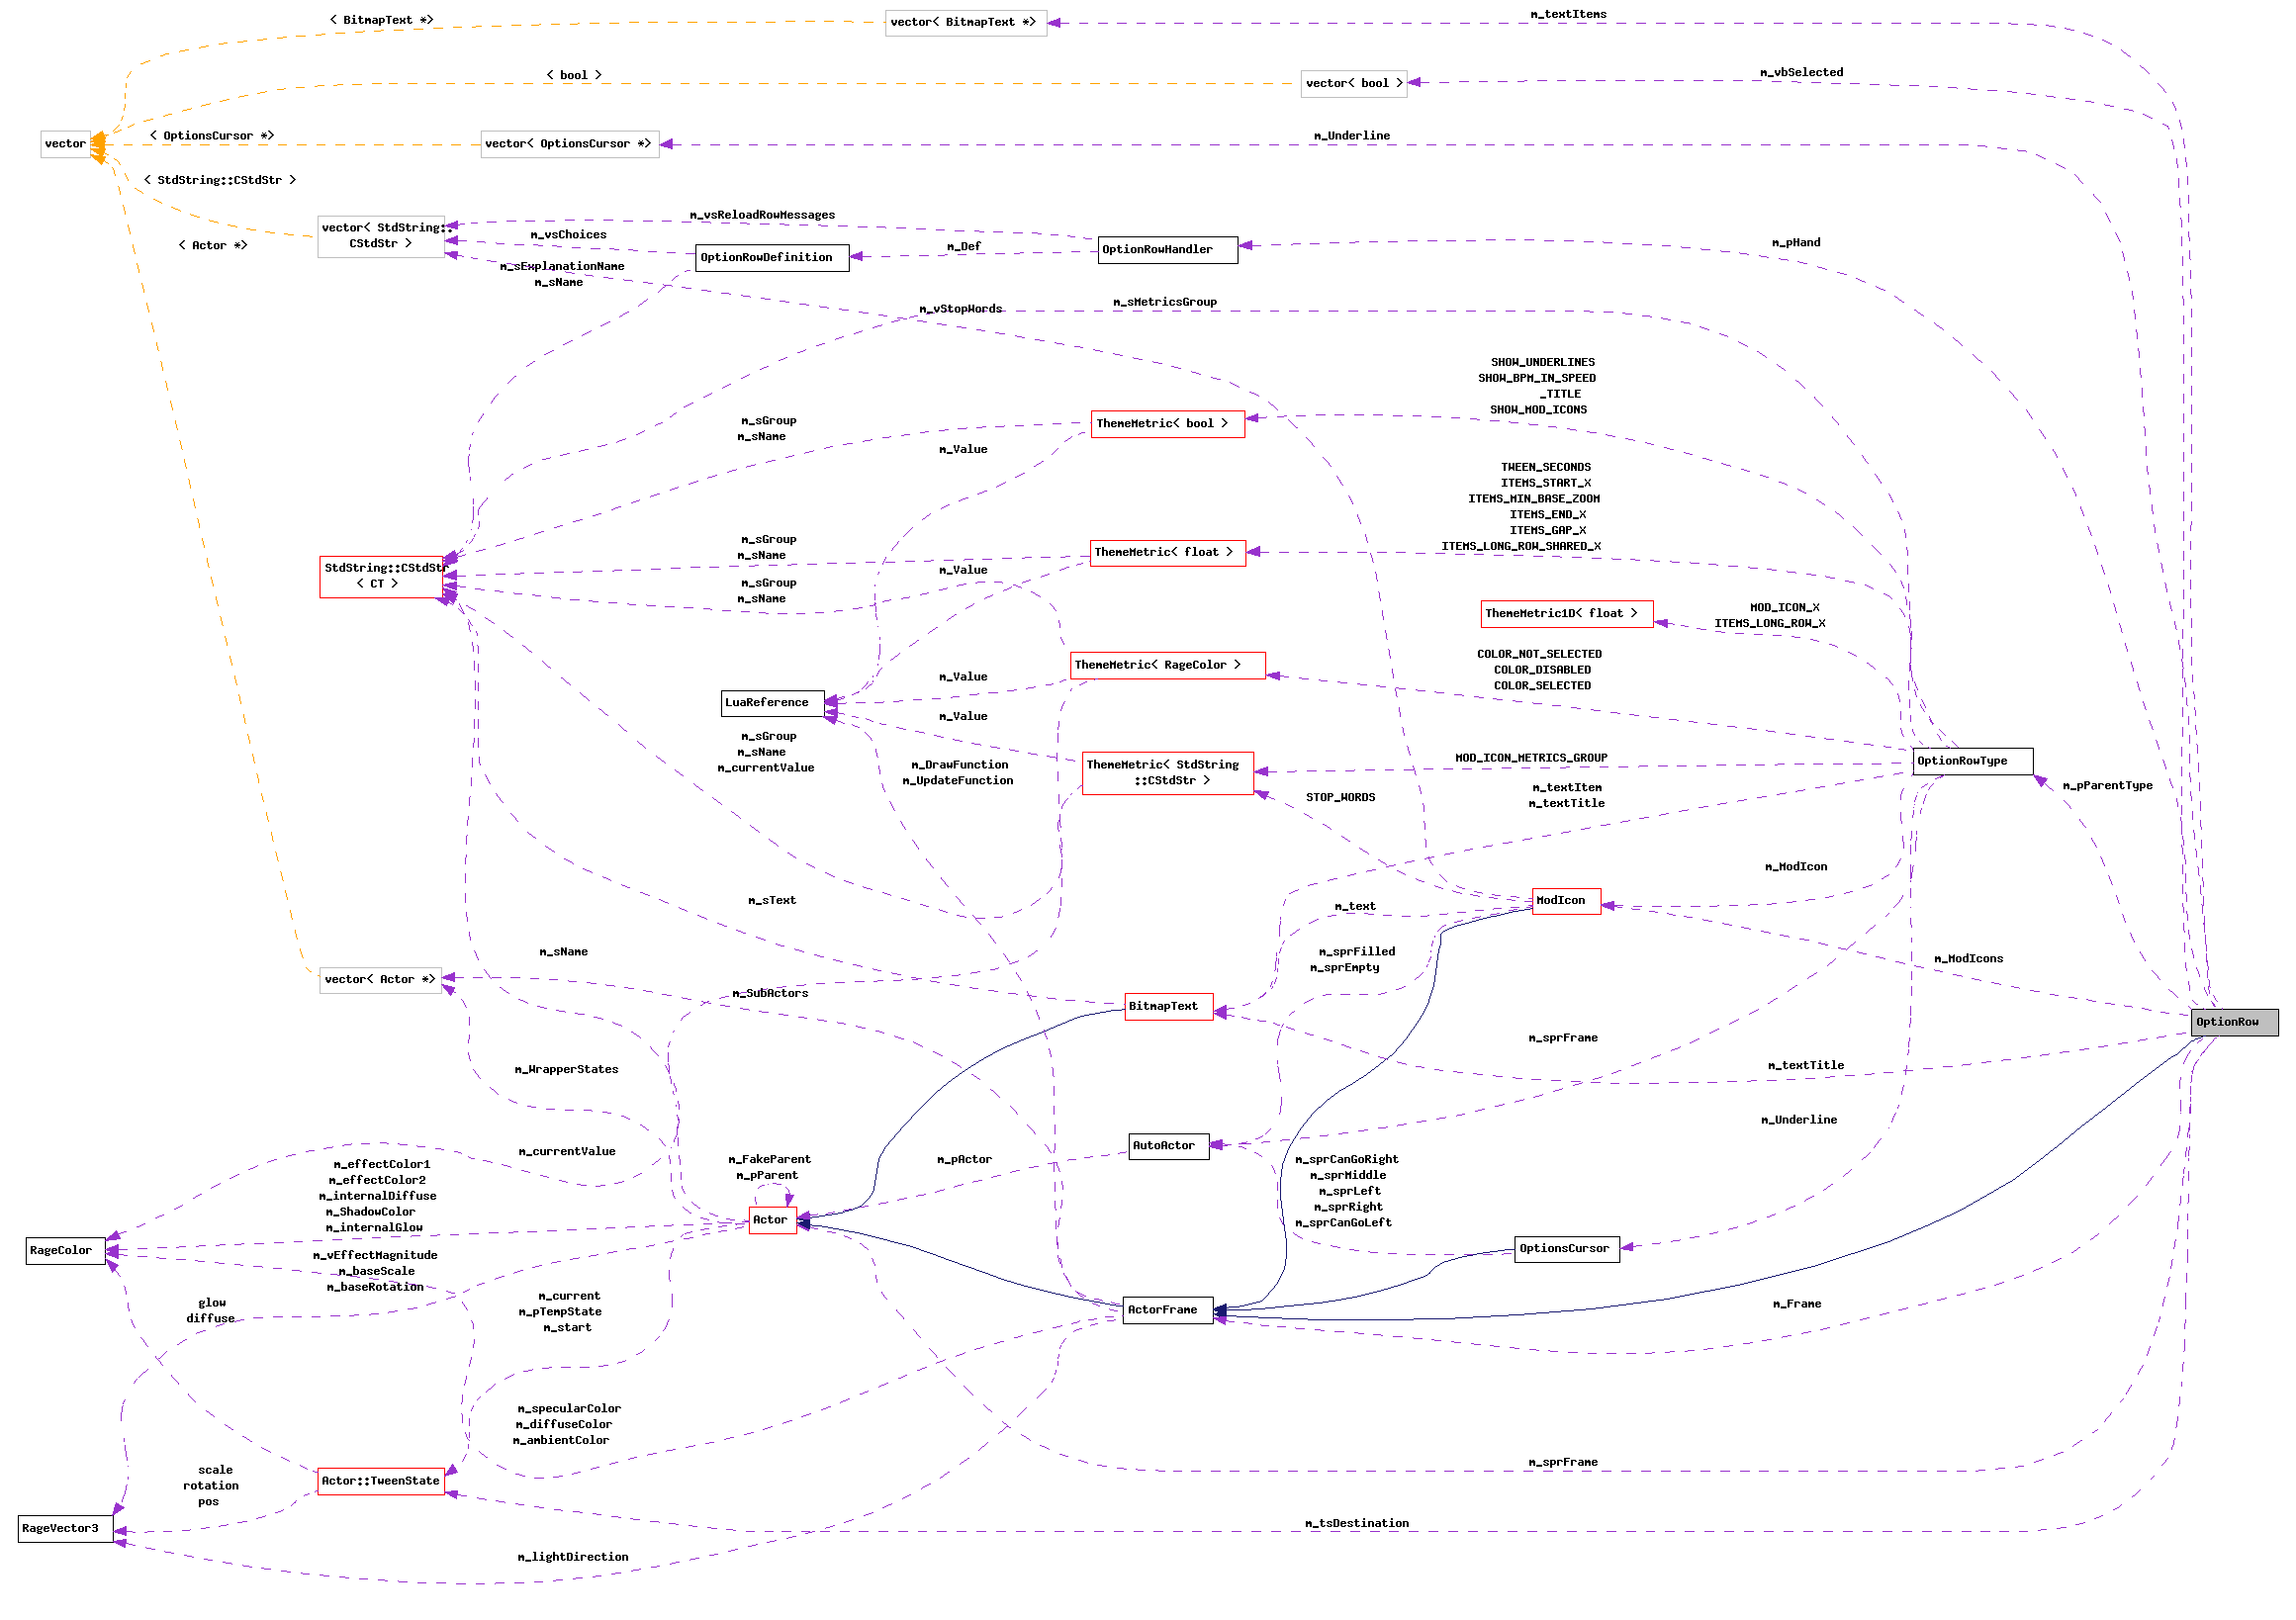 < BitmapText *>
vector< BitmapText *>
m_textItems
< bool >
vector< bool >
m_vbSelected
vector
< OptionsCursor *>
vector< OptionsCursor *>
m_Underline
< StdString::CStdStr >
< Actor *>
vector< StdString::
CStdStr >
m_vsReloadRowMessages
m_vsChoices
OptionRowDefinition
m_Def
OptionRowHandler
m_pHand
m_sExplanationName
m_sName
m_vStopWords
m_sMetricsGroup
SHOW_UNDERLINES
SHOW_BPM_IN_SPEED
_TITLE
SHOW_MOD_ICONS
m_sGroup
m_sName
m_Value
ThemeMetric< bool >
TWEEN_SECONDS
ITEMS_START_X
ITEMS_MIN_BASE_ZOOM
ITEMS_END_X
ITEMS_GAP_X
ITEMS_LONG_ROW_SHARED_X
StdString::CStdStr
< CT >
m_sGroup
m_sName
m_sGroup
m_sName
m_Value
ThemeMetric< float >
ThemeMetric1D< float >
MOD_ICON_X
ITEMS_LONG_ROW_X
LuaReference
m_Value
ThemeMetric< RageColor >
COLOR_NOT_SELECTED
COLOR_DISABLED
COLOR_SELECTED
m_Value
m_sGroup
m_sName
m_currentValue
m_DrawFunction
m_UpdateFunction
ThemeMetric< StdString
::CStdStr >
MOD_ICON_METRICS_GROUP
OptionRowType
STOP_WORDS
m_textItem
m_textTitle
m_pParentType
m_ModIcon
m_sText
m_text
ModIcon
m_sName
m_sprFilled
m_sprEmpty
m_ModIcons
vector< Actor *>
m_SubActors
BitmapText
OptionRow
m_sprFrame
m_WrapperStates
m_textTitle
m_Underline
m_currentValue
m_FakeParent
m_pParent
m_pActor
AutoActor
m_sprCanGoRight
m_sprMiddle
m_sprLeft
m_sprRight
m_sprCanGoLeft
m_effectColor1
m_effectColor2
m_internalDiffuse
m_ShadowColor
m_internalGlow
Actor
RageColor
OptionsCursor
m_vEffectMagnitude
m_baseScale
m_baseRotation
glow
diffuse
m_current
m_pTempState
m_start
ActorFrame
m_Frame
m_specularColor
m_diffuseColor
m_ambientColor
m_sprFrame
scale
rotation
pos
Actor::TweenState
RageVector3
m_tsDestination
m_lightDirection